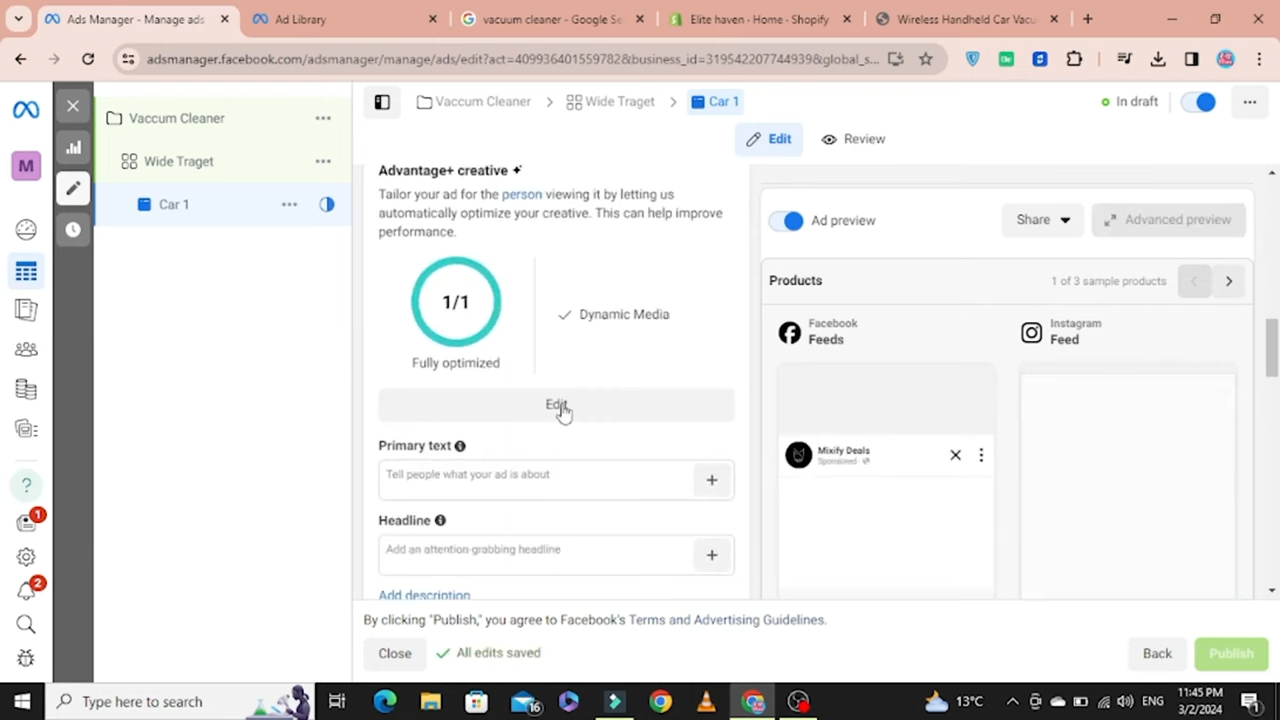 Ads Manager - Manage ads
Ad Library
vacuum cleaner - Google Se
Elite haven - Home - Shopify
Wireless Handheld Car Vacu
adsmanager.facebook.com/adsmanager/manage/ads/edit?act=409936401559782&business_id=319542207744939&global_s...
Vaccum Cleaner
Wide Traget
Car 1
In draft
Edit
Review
M
Vaccum Cleaner
Wide Traget
Car 1
Advantage+ creative
Tailor your ad for the person viewing it by letting us
automatically optimize your creative. This can help improve
performance.
1/1
Dynamic Media
Fully optimized
Edit
Primary text
Tell people what your ad is about
Headline
Add an attention-grabbing headline
Add description
Ad preview
Share
Advanced preview
Products
1 of 3 sample products
Facebook
Feeds
Instagram
Feed
Mixify Deals
Sponsored
1
2
By clicking "Publish," you agree to Facebook's Terms and Advertising Guidelines.
Close
All edits saved
Back
Publish
Type here to search
16
13°C
ENG
11:45 PM
3/2/2024
1